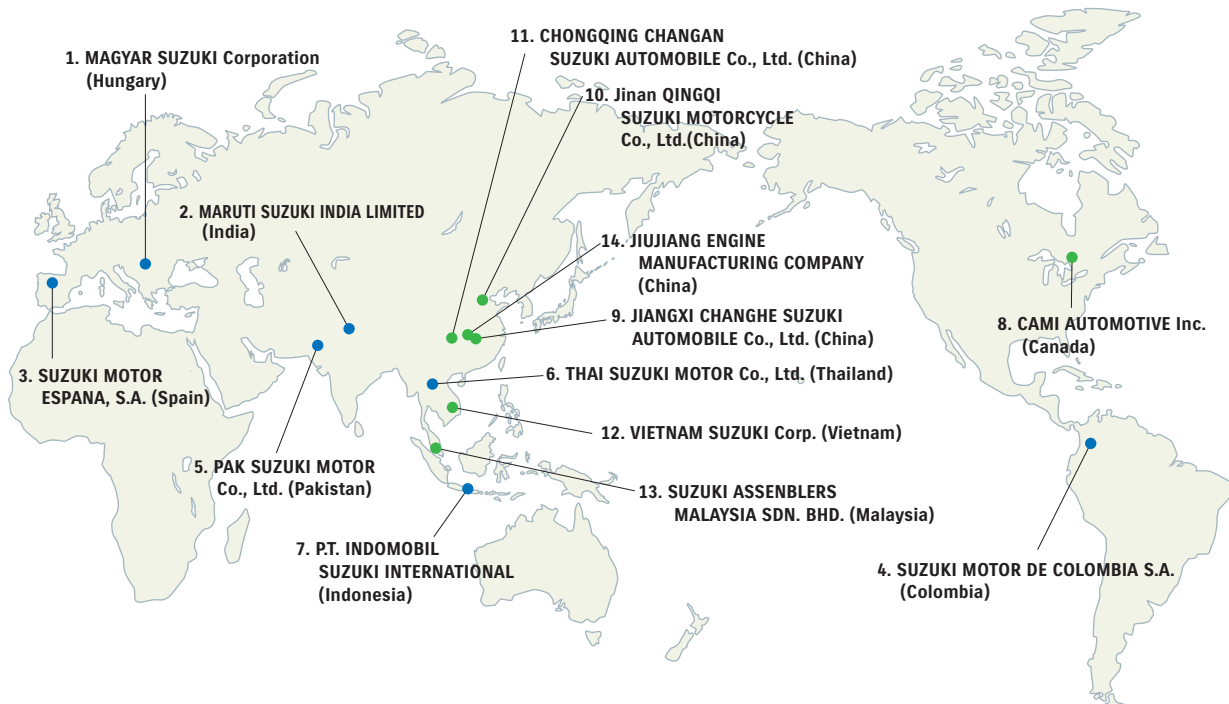 1. MAGYAR SUZUKI Corporation
(Hungary)
11. CHONGQING CHANGAN
SUZUKI AUTOMOBILE Co., Ltd. (China)
10. Jinan QINGQI
SUZUKI MOTORCYCLE
Co., Ltd.(China)
2. MARUTI SUZUKI INDIA LIMITED
(India)
14. JIUJIANG ENGINE
MANUFACTURING COMPANY
(China)
9. JIANGXI CHANGHE SUZUKI
AUTOMOBILE Co., Ltd. (China)
8. CAMI AUTOMOTIVE Inc.
(Canada)
3. SUZUKI MOTOR
ESPANA, S.A. (Spain)
6. THAI SUZUKI MOTOR Co., Ltd. (Thailand)
12. VIETNAM SUZUKI Corp. (Vietnam)
5. PAK SUZUKI MOTOR
Co., Ltd. (Pakistan)
13. SUZUKI ASSENBLERS
MALAYSIA SDN. BHD. (Malaysia)
7. P.T. INDOMOBIL
SUZUKI INTERNATIONAL
(Indonesia)
4. SUZUKI MOTOR DE COLOMBIA S.A.
(Colombia)